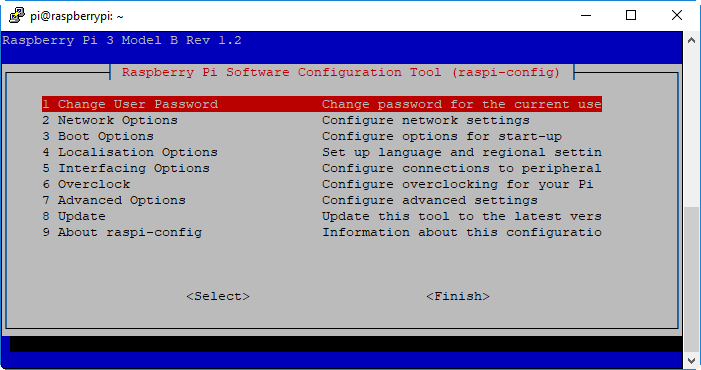 pi@raspberrypi: ~
Raspberry Pi 3 Model B Rev 1.2
Raspberry Pi Software Configuration Tool (raspi-config)
1 Change User Password Change password for the current use
2 Network Options Configure network settings
3 Boot Options Configure options for start-up
4 Localisation Options Set up language and regional settin
5 Interfacing Options Configure connections to peripheral
6 Overclock Configure overclocking for your Pi
7 Advanced Options Configure advanced settings
8 Update Update this tool to the latest vers
9 About raspi-config Information about this configuratio
<Select> <Finish>